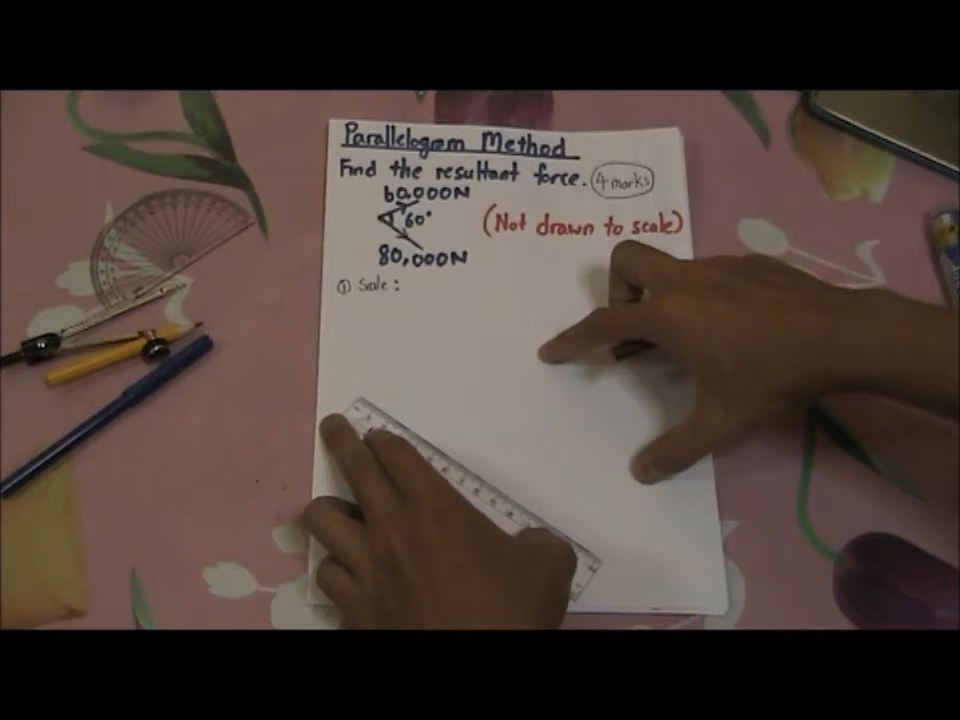 Parallelogram Method
Find the resultant force. 4 marks
60,000N
60°
(Not drawn to scale)
80,000N
① Scale: